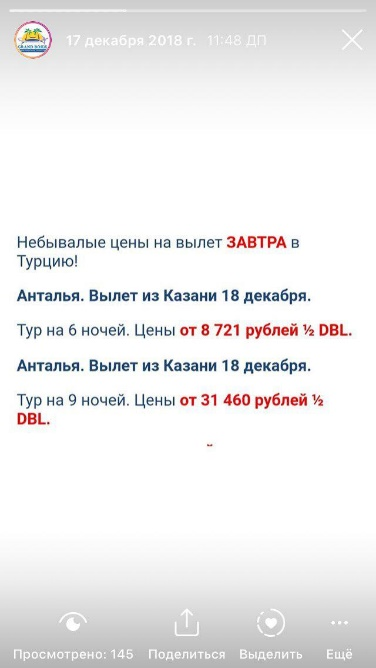 17 декабря 2018 г. 11:48 ДП
Небывалые цены на вылет ЗАВТРА в
Турцию!
Анталья. Вылет из Казани 18 декабря.
Тур на 6 ночей. Цены от 8 721 рублей ½ DBL.
Анталья. Вылет из Казани 18 декабря.
Тур на 9 ночей. Цены от 31 460 рублей ½
DBL.
Просмотрено: 145 Поделиться Выделить Ещё